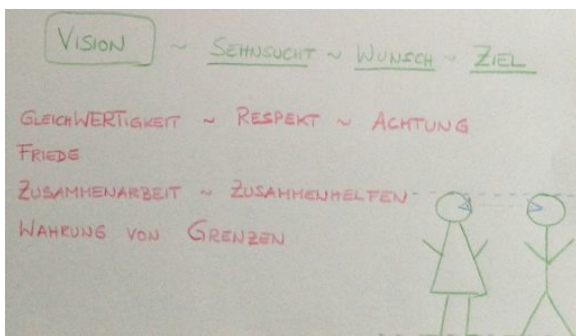 VISION ~ SEHNSUCHT ~ WUNSCH ~ ZIEL
GLEICHWERTIGKEIT ~ RESPEKT ~ ACHTUNG
FRIEDE
ZUSAMMENARBEIT ~ ZUSAMMENHELFEN
WAHRUNG VON GRENZEN